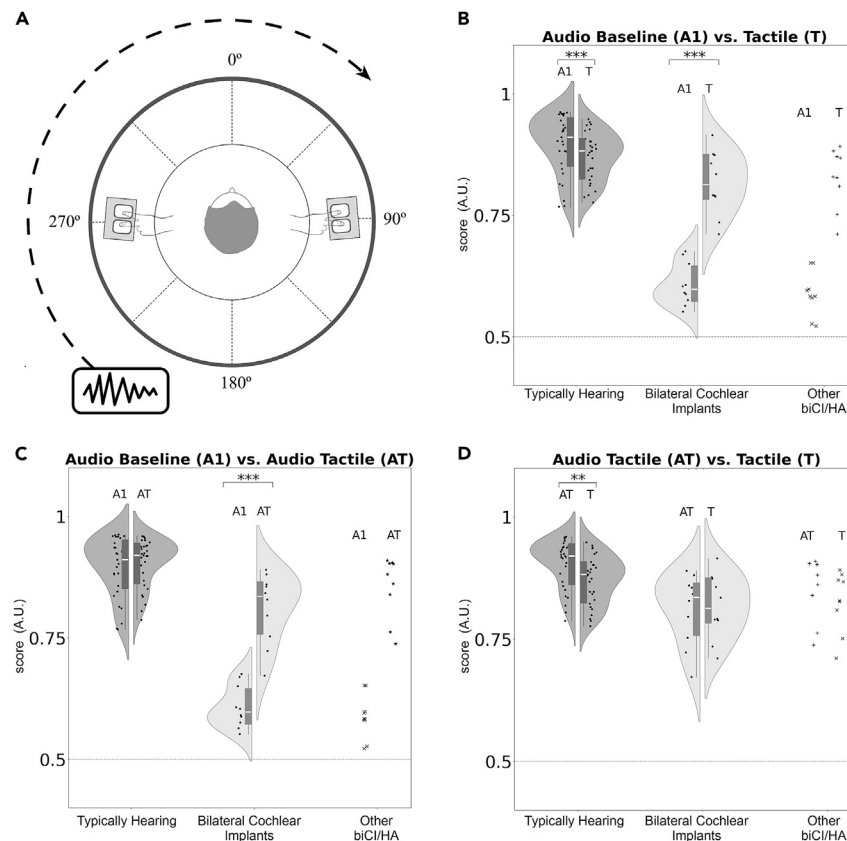 A
0º
270º
90º
180º
B
Audio Baseline (A1) vs. Tactile (T)
***
***
A1 T
A1 T
A1 T
1
0.75
0.5
score (A.U.)
Typically Hearing
Bilateral Cochlear
Implants
Other
biCI/HA
C
Audio Baseline (A1) vs. Audio Tactile (AT)
***
A1 AT
A1 AT
A1 AT
1
0.75
0.5
score (A.U.)
Typically Hearing
Bilateral Cochlear
Implants
Other
biCI/HA
D
Audio Tactile (AT) vs. Tactile (T)
**
AT T
AT T
AT T
1
0.75
0.5
score (A.U.)
Typically Hearing
Bilateral Cochlear
Implants
Other
biCI/HA